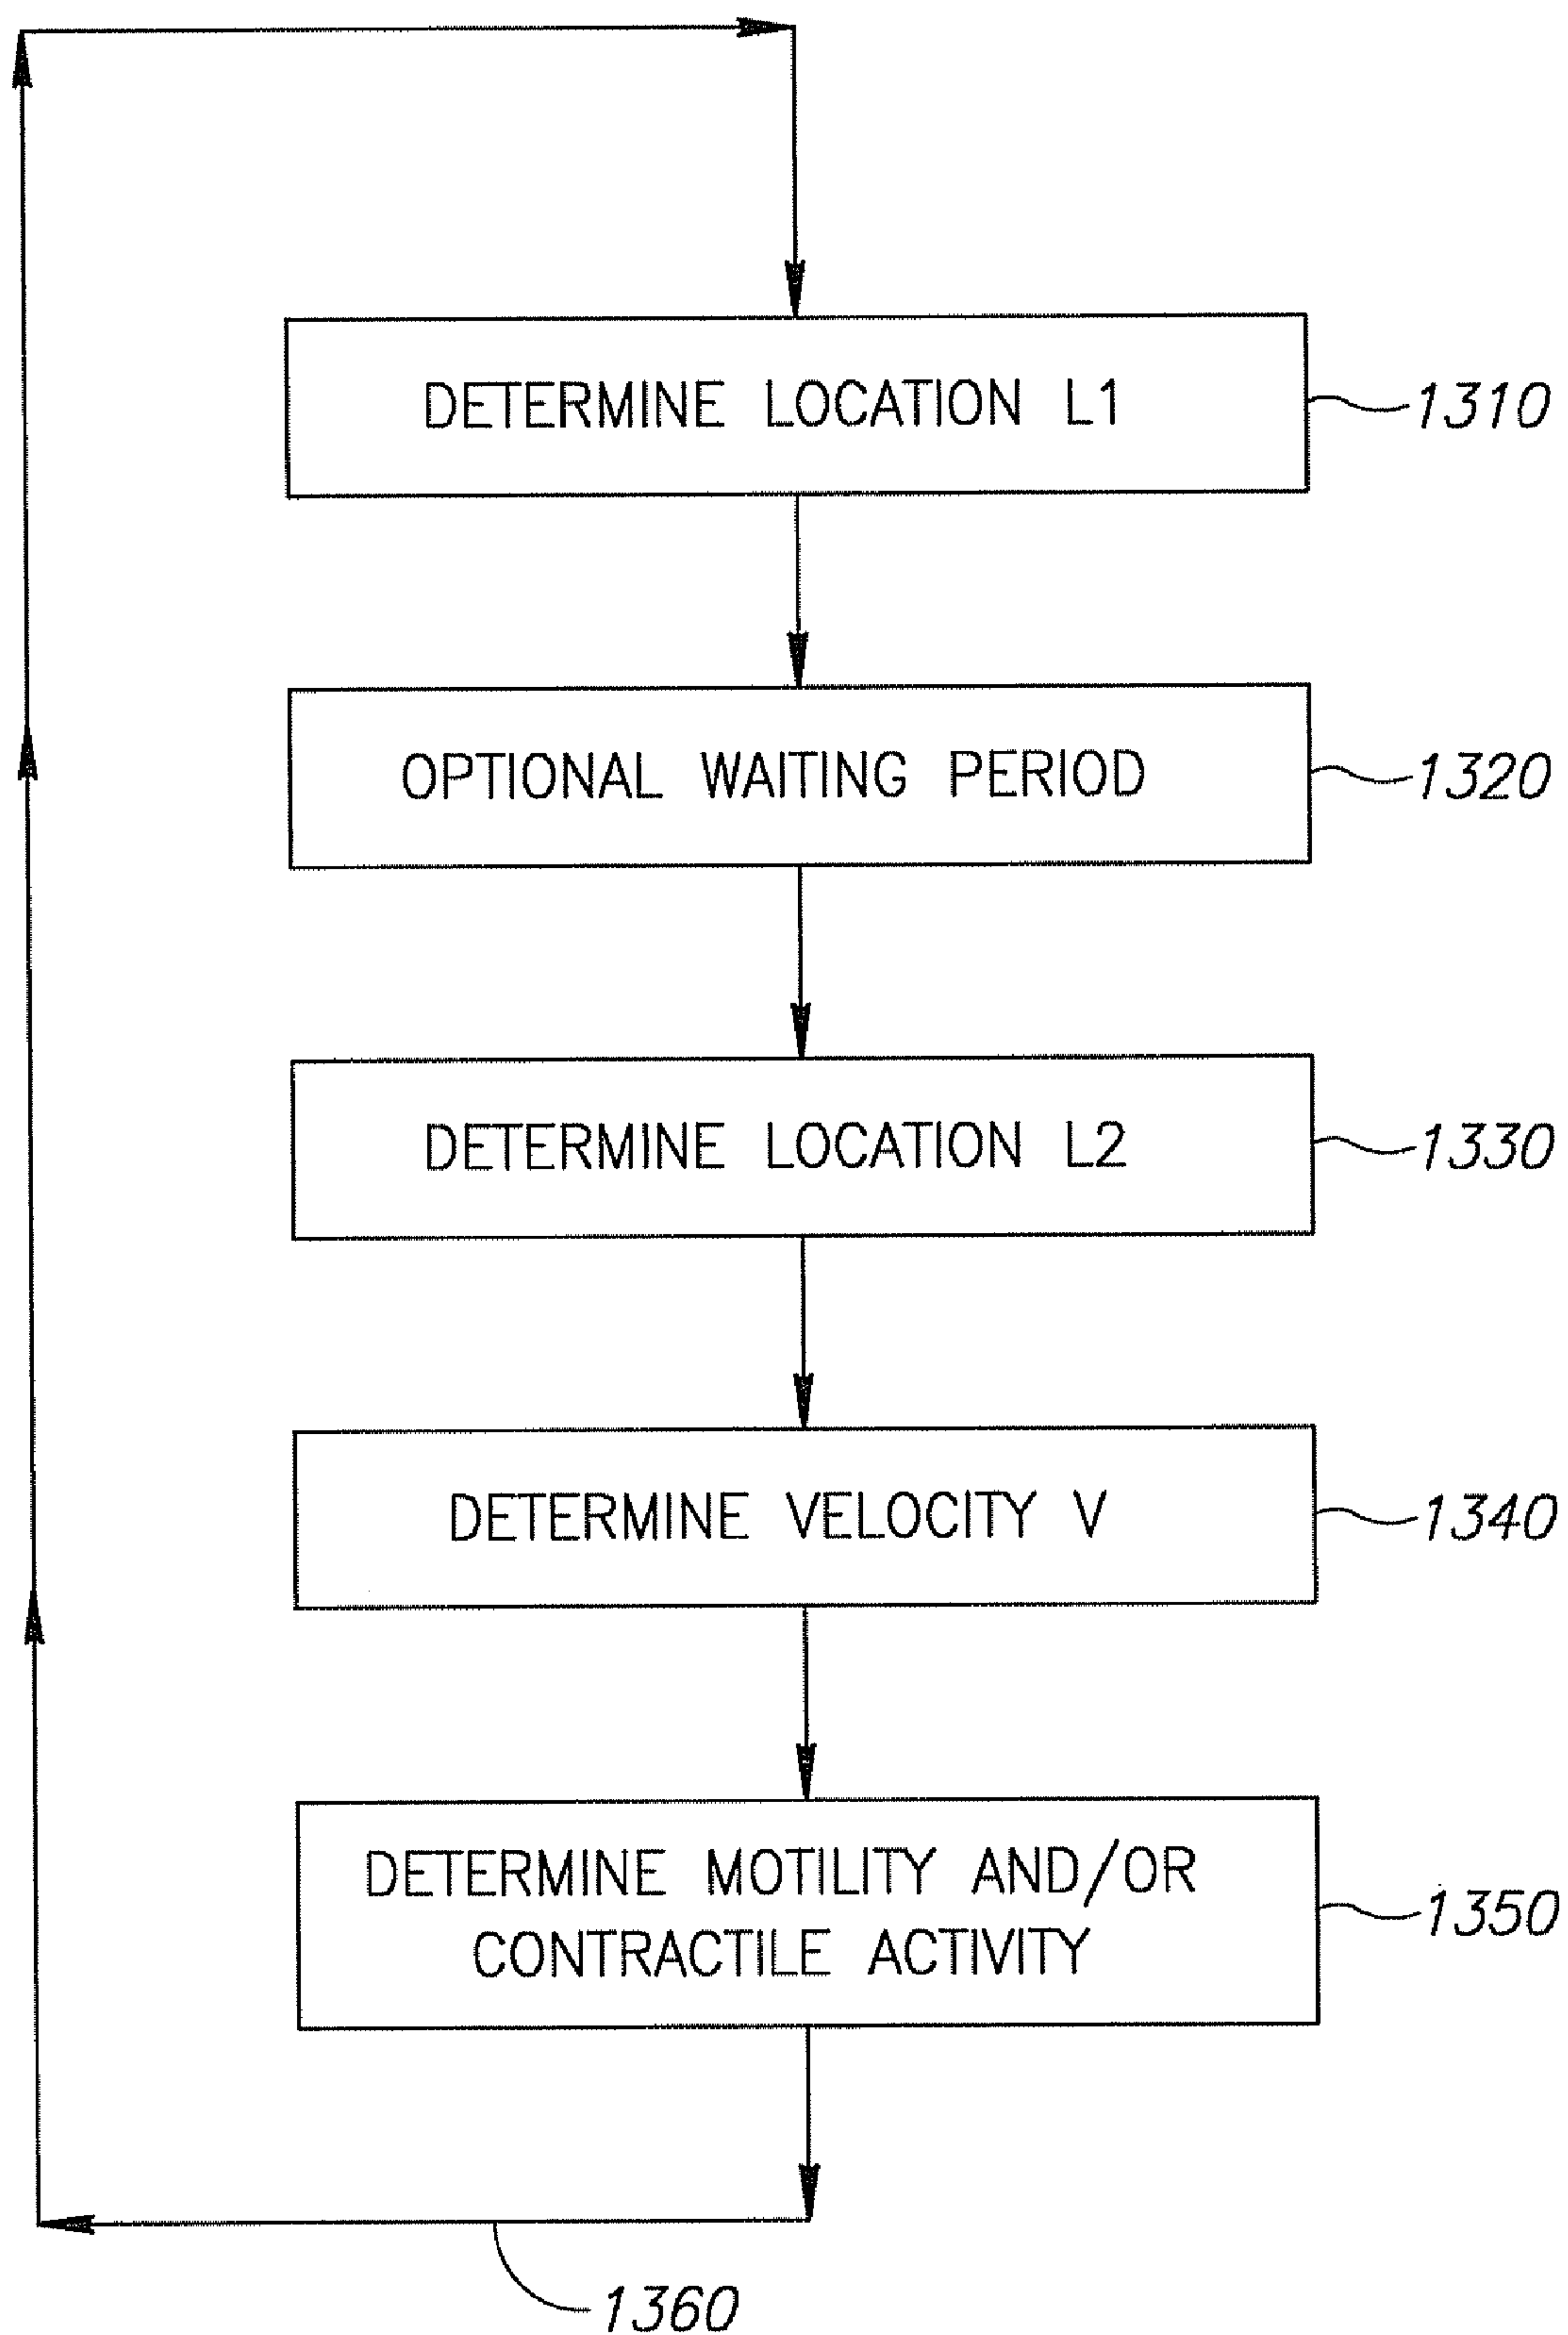 DETERMINE LOCATION L1
1310
OPTIONAL WAITING PERIOD
1320
DETERMINE LOCATION L2
1330
DETERMINE VELOCITY V
1340
DETERMINE MOTILITY AND/OR
CONTRACTILE ACTIVITY
1350
1360